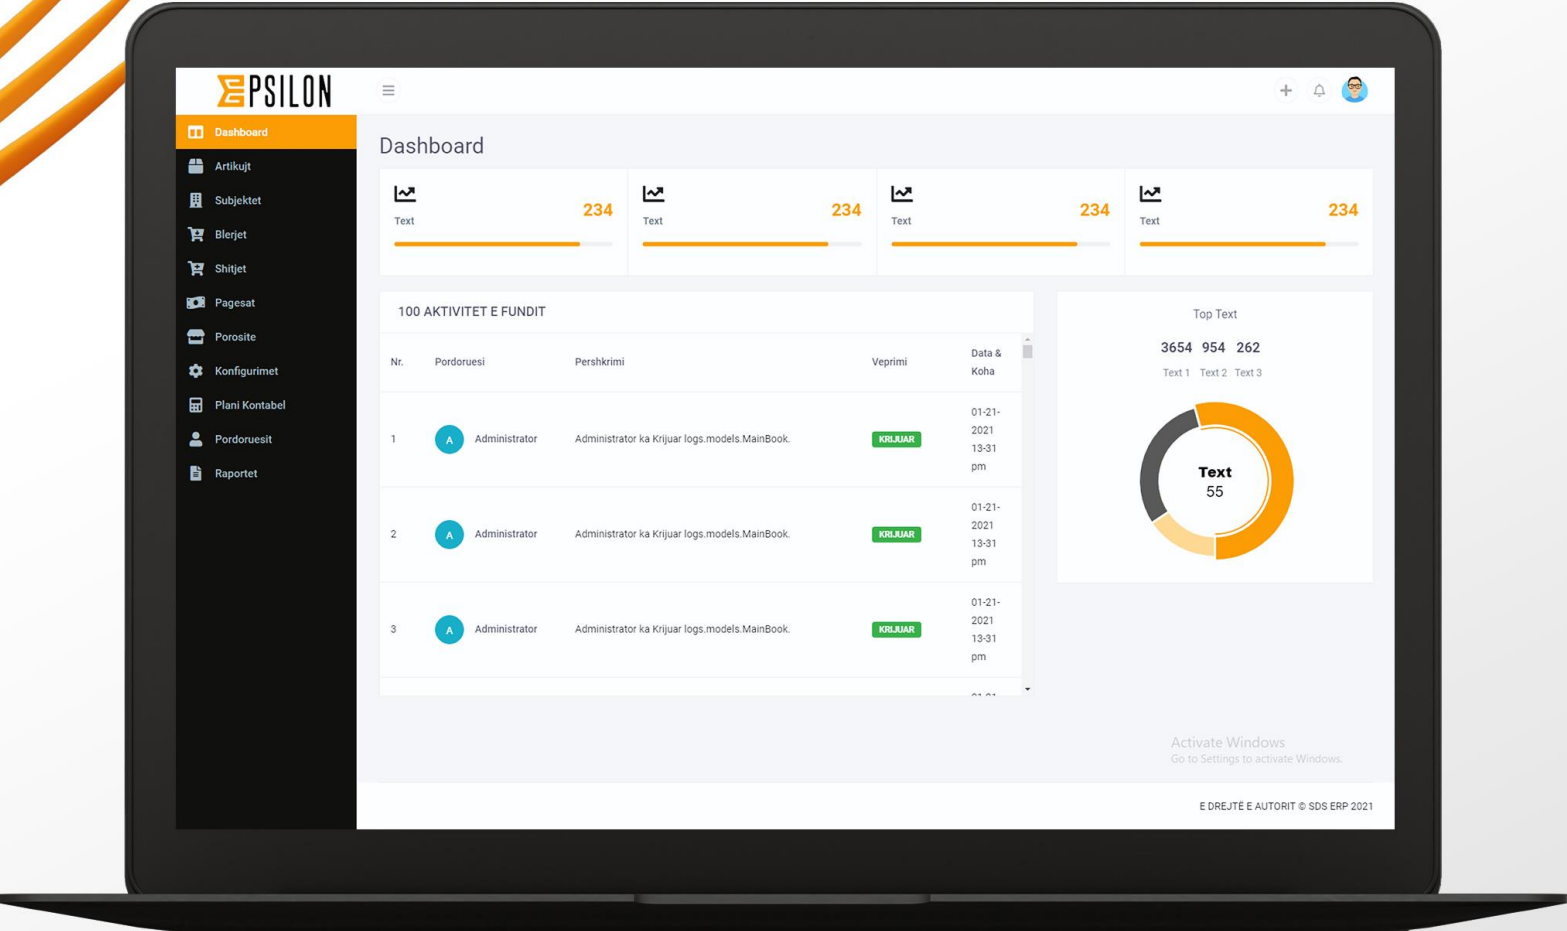 EPSILON
Dashboard
Artikujt
Subjektet
Blerjet
Shitjet
Pagesat
Porosite
Konfigurimet
Plani Kontabel
Pordoruesit
Raportet
Dashboard
Text 234
Text 234
Text 234
Text 234
100 AKTIVITET E FUNDIT
Nr. Pordoruesi Pershkrimi Veprimi Data &
Koha
1 A Administrator Administrator ka Krijuar logs.models.MainBook. KRIJUAR 01-21-
2021
13-31
pm
2 A Administrator Administrator ka Krijuar logs.models.MainBook. KRIJUAR 01-21-
2021
13-31
pm
3 A Administrator Administrator ka Krijuar logs.models.MainBook. KRIJUAR 01-21-
2021
13-31
pm
Top Text
3654 954 262
Text 1 Text 2 Text 3
Text
55
Activate Windows
Go to Settings to activate Windows.
E DREJTË E AUTORIT © SDS ERP 2021